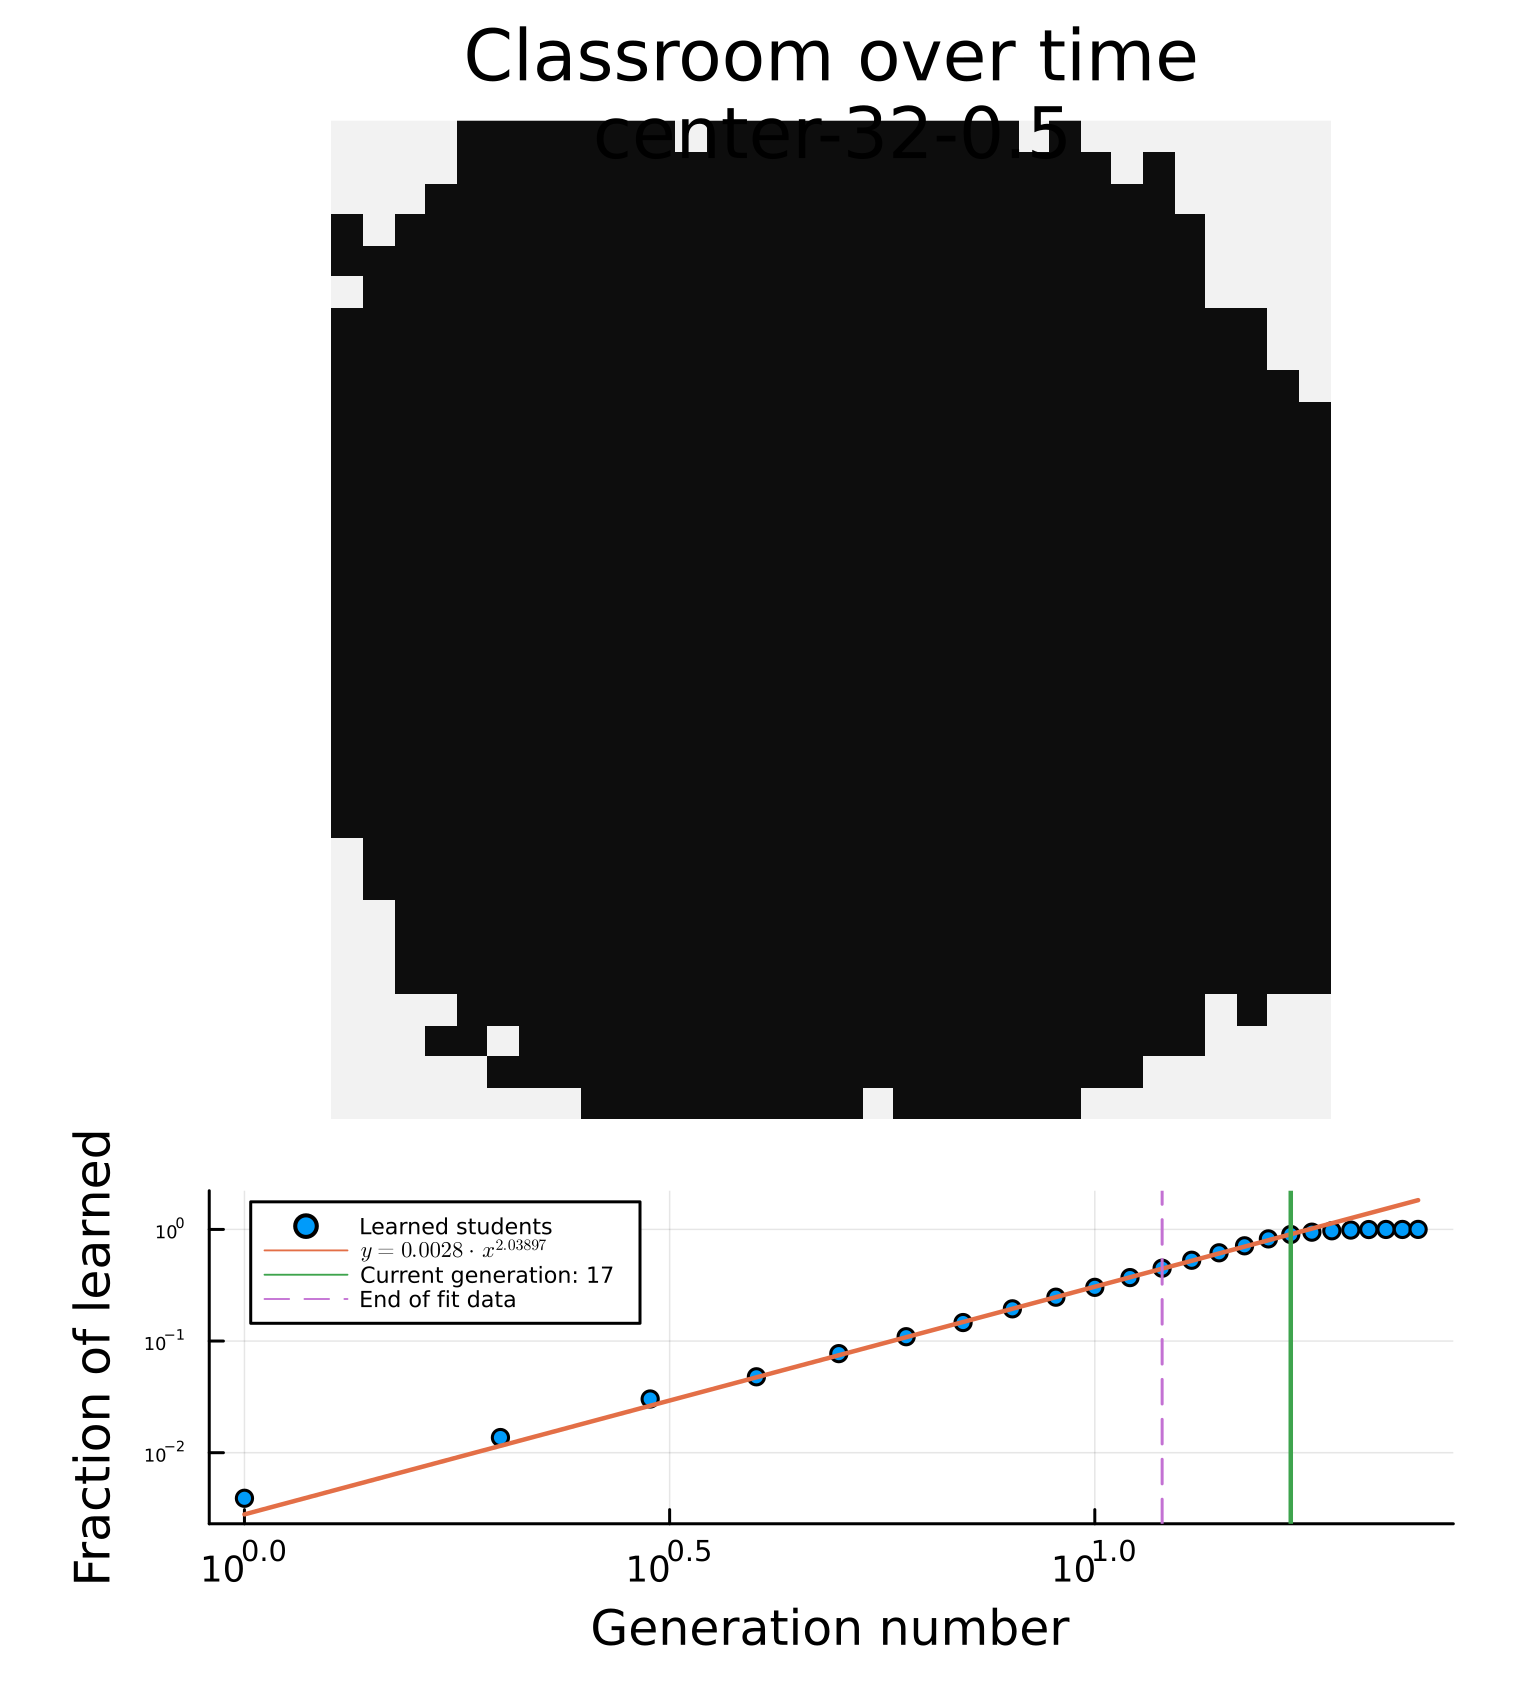 Classroom over time
center-32-0.5
Fraction of learned
10⁰
10⁻¹
10⁻²
Learned students
y = 0.0028 · x^2.03897
Current generation: 17
End of fit data
10^0.0 10^0.5 10^1.0
Generation number